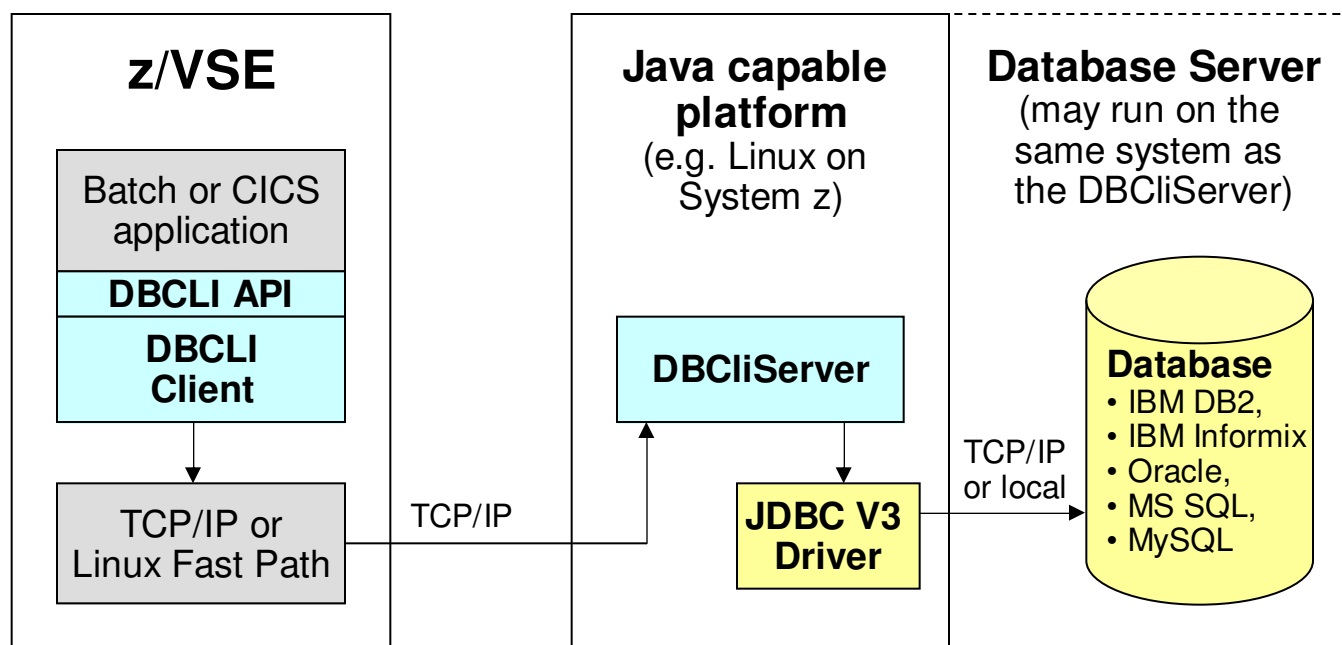 z/VSE
Batch or CICS
application
DBCLI API
DBCLI
Client
TCP/IP or
Linux Fast Path
TCP/IP
Java capable
platform
(e.g. Linux on
System z)
DBCliServer
JDBC V3
Driver
TCP/IP
or local
Database Server
(may run on the
same system as
the DBCliServer)
Database
• IBM DB2,
• IBM Informix
• Oracle,
• MS SQL,
• MySQL